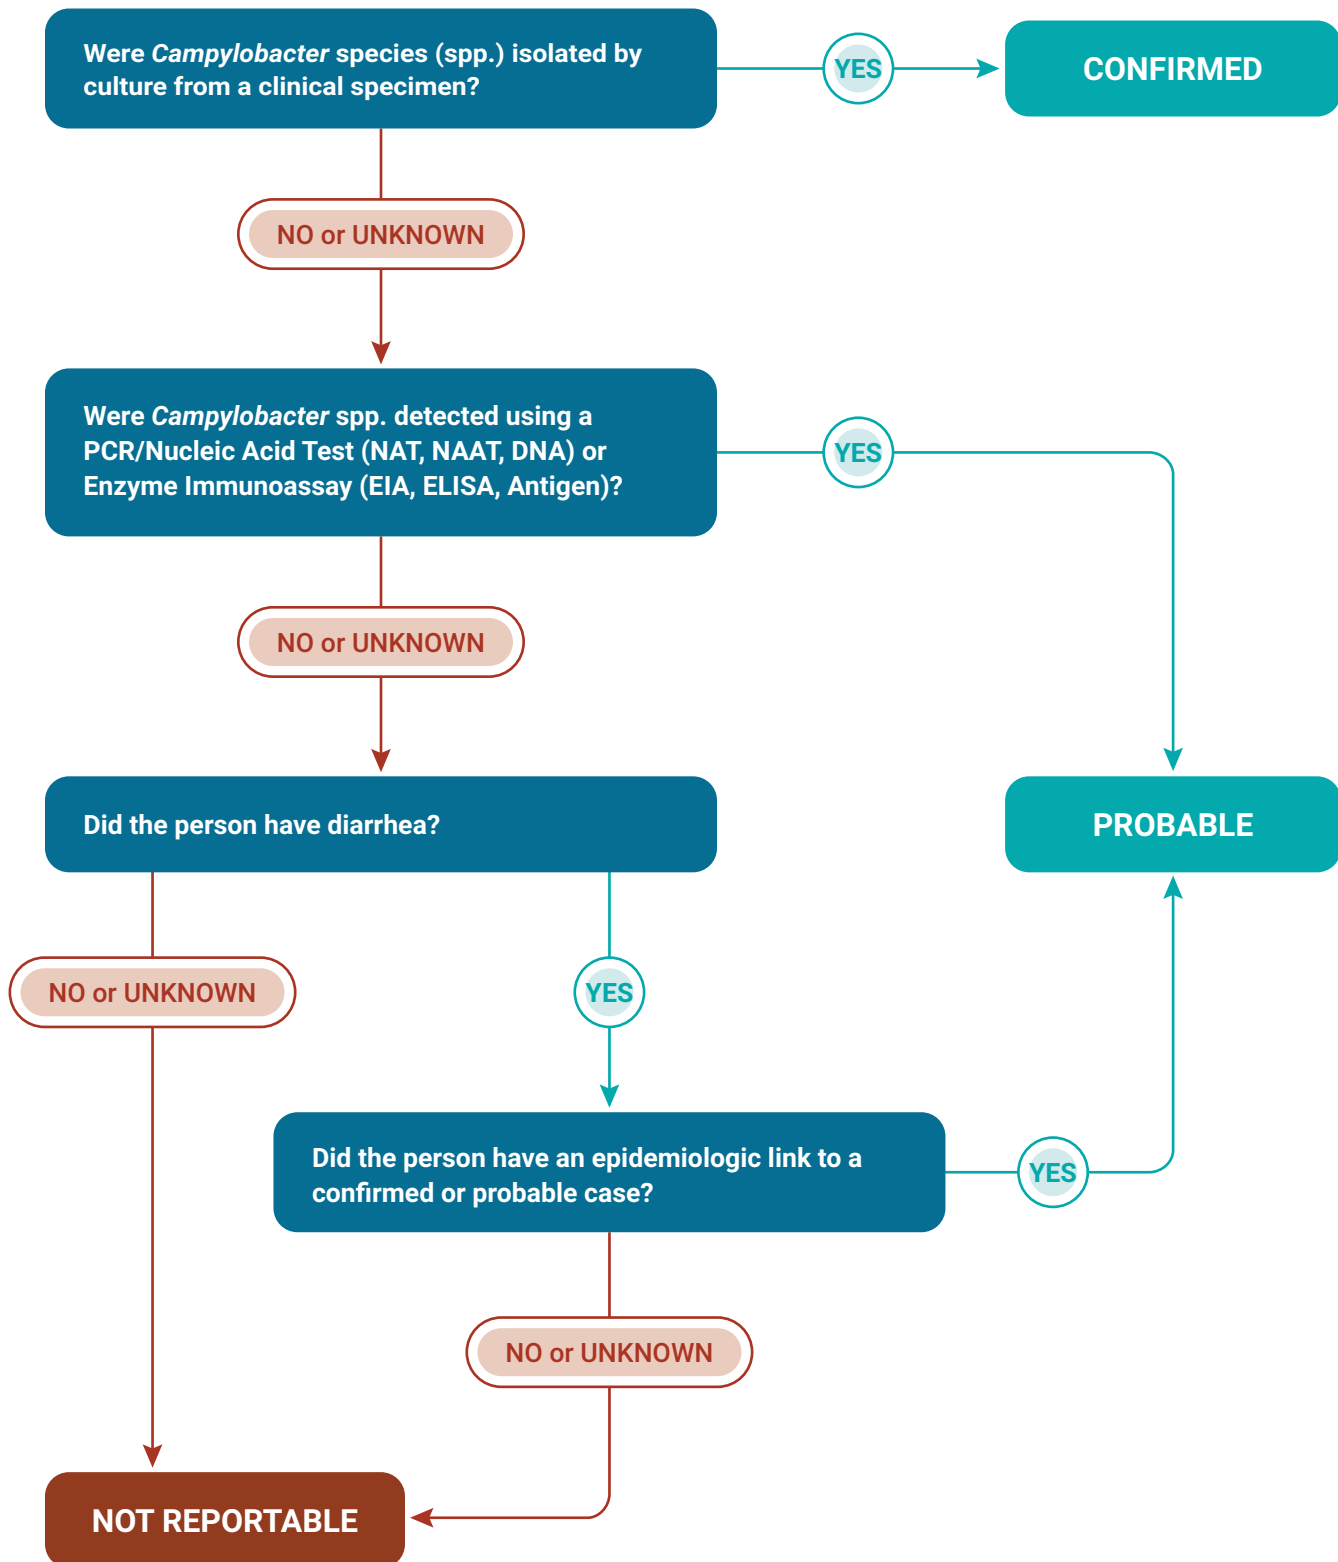 Were Campylobacter species (spp.) isolated by
culture from a clinical specimen?
YES
CONFIRMED
NO or UNKNOWN
Were Campylobacter spp. detected using a
PCR/Nucleic Acid Test (NAT, NAAT, DNA) or
Enzyme Immunoassay (EIA, ELISA, Antigen)?
YES
NO or UNKNOWN
Did the person have diarrhea?
PROBABLE
NO or UNKNOWN
YES
Did the person have an epidemiologic link to a
confirmed or probable case?
YES
NO or UNKNOWN
NOT REPORTABLE